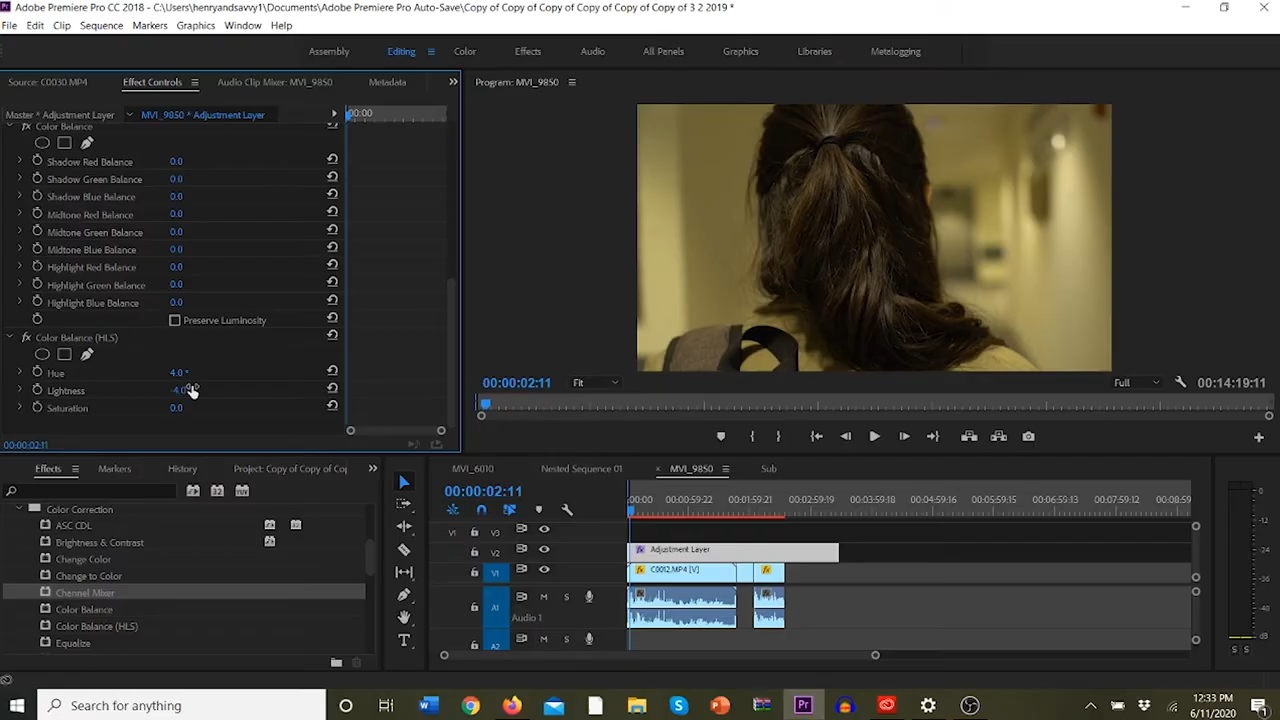 Adobe Premiere Pro CC 2018 - C:\Users\henryandsavvy1\Documents\Adobe Premiere Pro Auto-Save\Copy of Copy of Copy of Copy of Copy of Copy of 3 2 2019 *
File Edit Clip Sequence Markers Graphics Window Help
Assembly Editing Color Effects Audio All Panels Graphics Libraries Metalogging
Source: C0030.MP4 Effect Controls Audio Clip Mixer: MVI_9850 Metadata
Program: MVI_9850
Master * Adjustment Layer MVI_9850 * Adjustment Layer
:00:00
fx Color Balance
Shadow Red Balance 0.0
Shadow Green Balance 0.0
Shadow Blue Balance 0.0
Midtone Red Balance 0.0
Midtone Green Balance 0.0
Midtone Blue Balance 0.0
Highlight Red Balance 0.0
Highlight Green Balance 0.0
Highlight Blue Balance 0.0
Preserve Luminosity
fx Color Balance (HLS)
Hue 4.0 °
Lightness -4.0
Saturation 0.0
00:00:02:11
00:00:02:11 Fit Full 00:14:19:11
Effects Markers History Project: Copy of Copy of Co
Color Correction
ASC CDL
Brightness & Contrast
Change Color
Change to Color
Channel Mixer
Color Balance
Color Balance (HLS)
Equalize
MVI_6010 Nested Sequence 01 MVI_9850 Sub
00:00:02:11
:00:00 00:00:59:22 00:01:59:21 00:02:59:19 00:03:59:18 00:04:59:16 00:05:59:15 00:06:59:13 00:07:59:12 00:08:59
V1 V3
V2 fx Adjustment Layer
V1 fx C0012.MP4 [V] fx
A1 M S
Audio 1
A2 M S
0
-12
-24
-36
-48
dB
S S
Search for anything
12:33 PM
6/11/2020